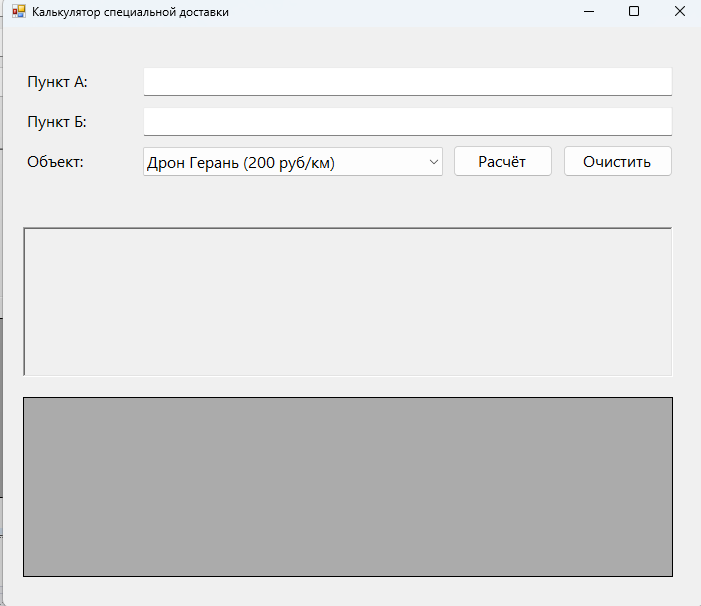 Калькулятор специальной доставки
Пункт А:
Пункт Б:
Объект: Дрон Герань (200 руб/км) Расчёт Очистить